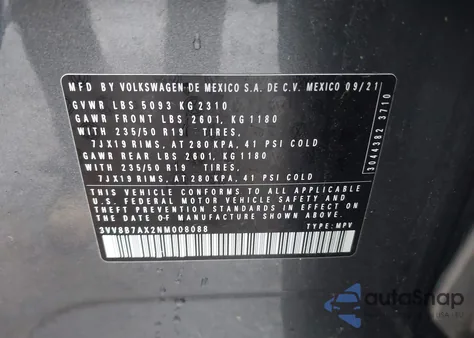 MFD BY VOLKSWAGEN DE MEXICO S.A. DE C.V. MEXICO 09/21
GVWR LBS 5093 KG 2310
GAWR FRONT LBS 2601, KG 1180
WITH 235/50 R19 TIRES,
7JX19 RIMS, AT 280 KPA, 41 PSI COLD
GAWR REAR LBS 2601, KG 1180
WITH 235/50 R19 TIRES,
7JX19 RIMS, AT 280 KPA, 41 PSI COLD
THIS VEHICLE CONFORMS TO ALL APPLICABLE
U.S. FEDERAL MOTOR VEHICLE SAFETY AND
THEFT PREVENTION STANDARDS IN EFFECT ON THE
DATE OF MANUFACTURE SHOWN ABOVE.
3VV8B7AX2NM008088 TYPE: MPV
3044382 3710
autoSnap